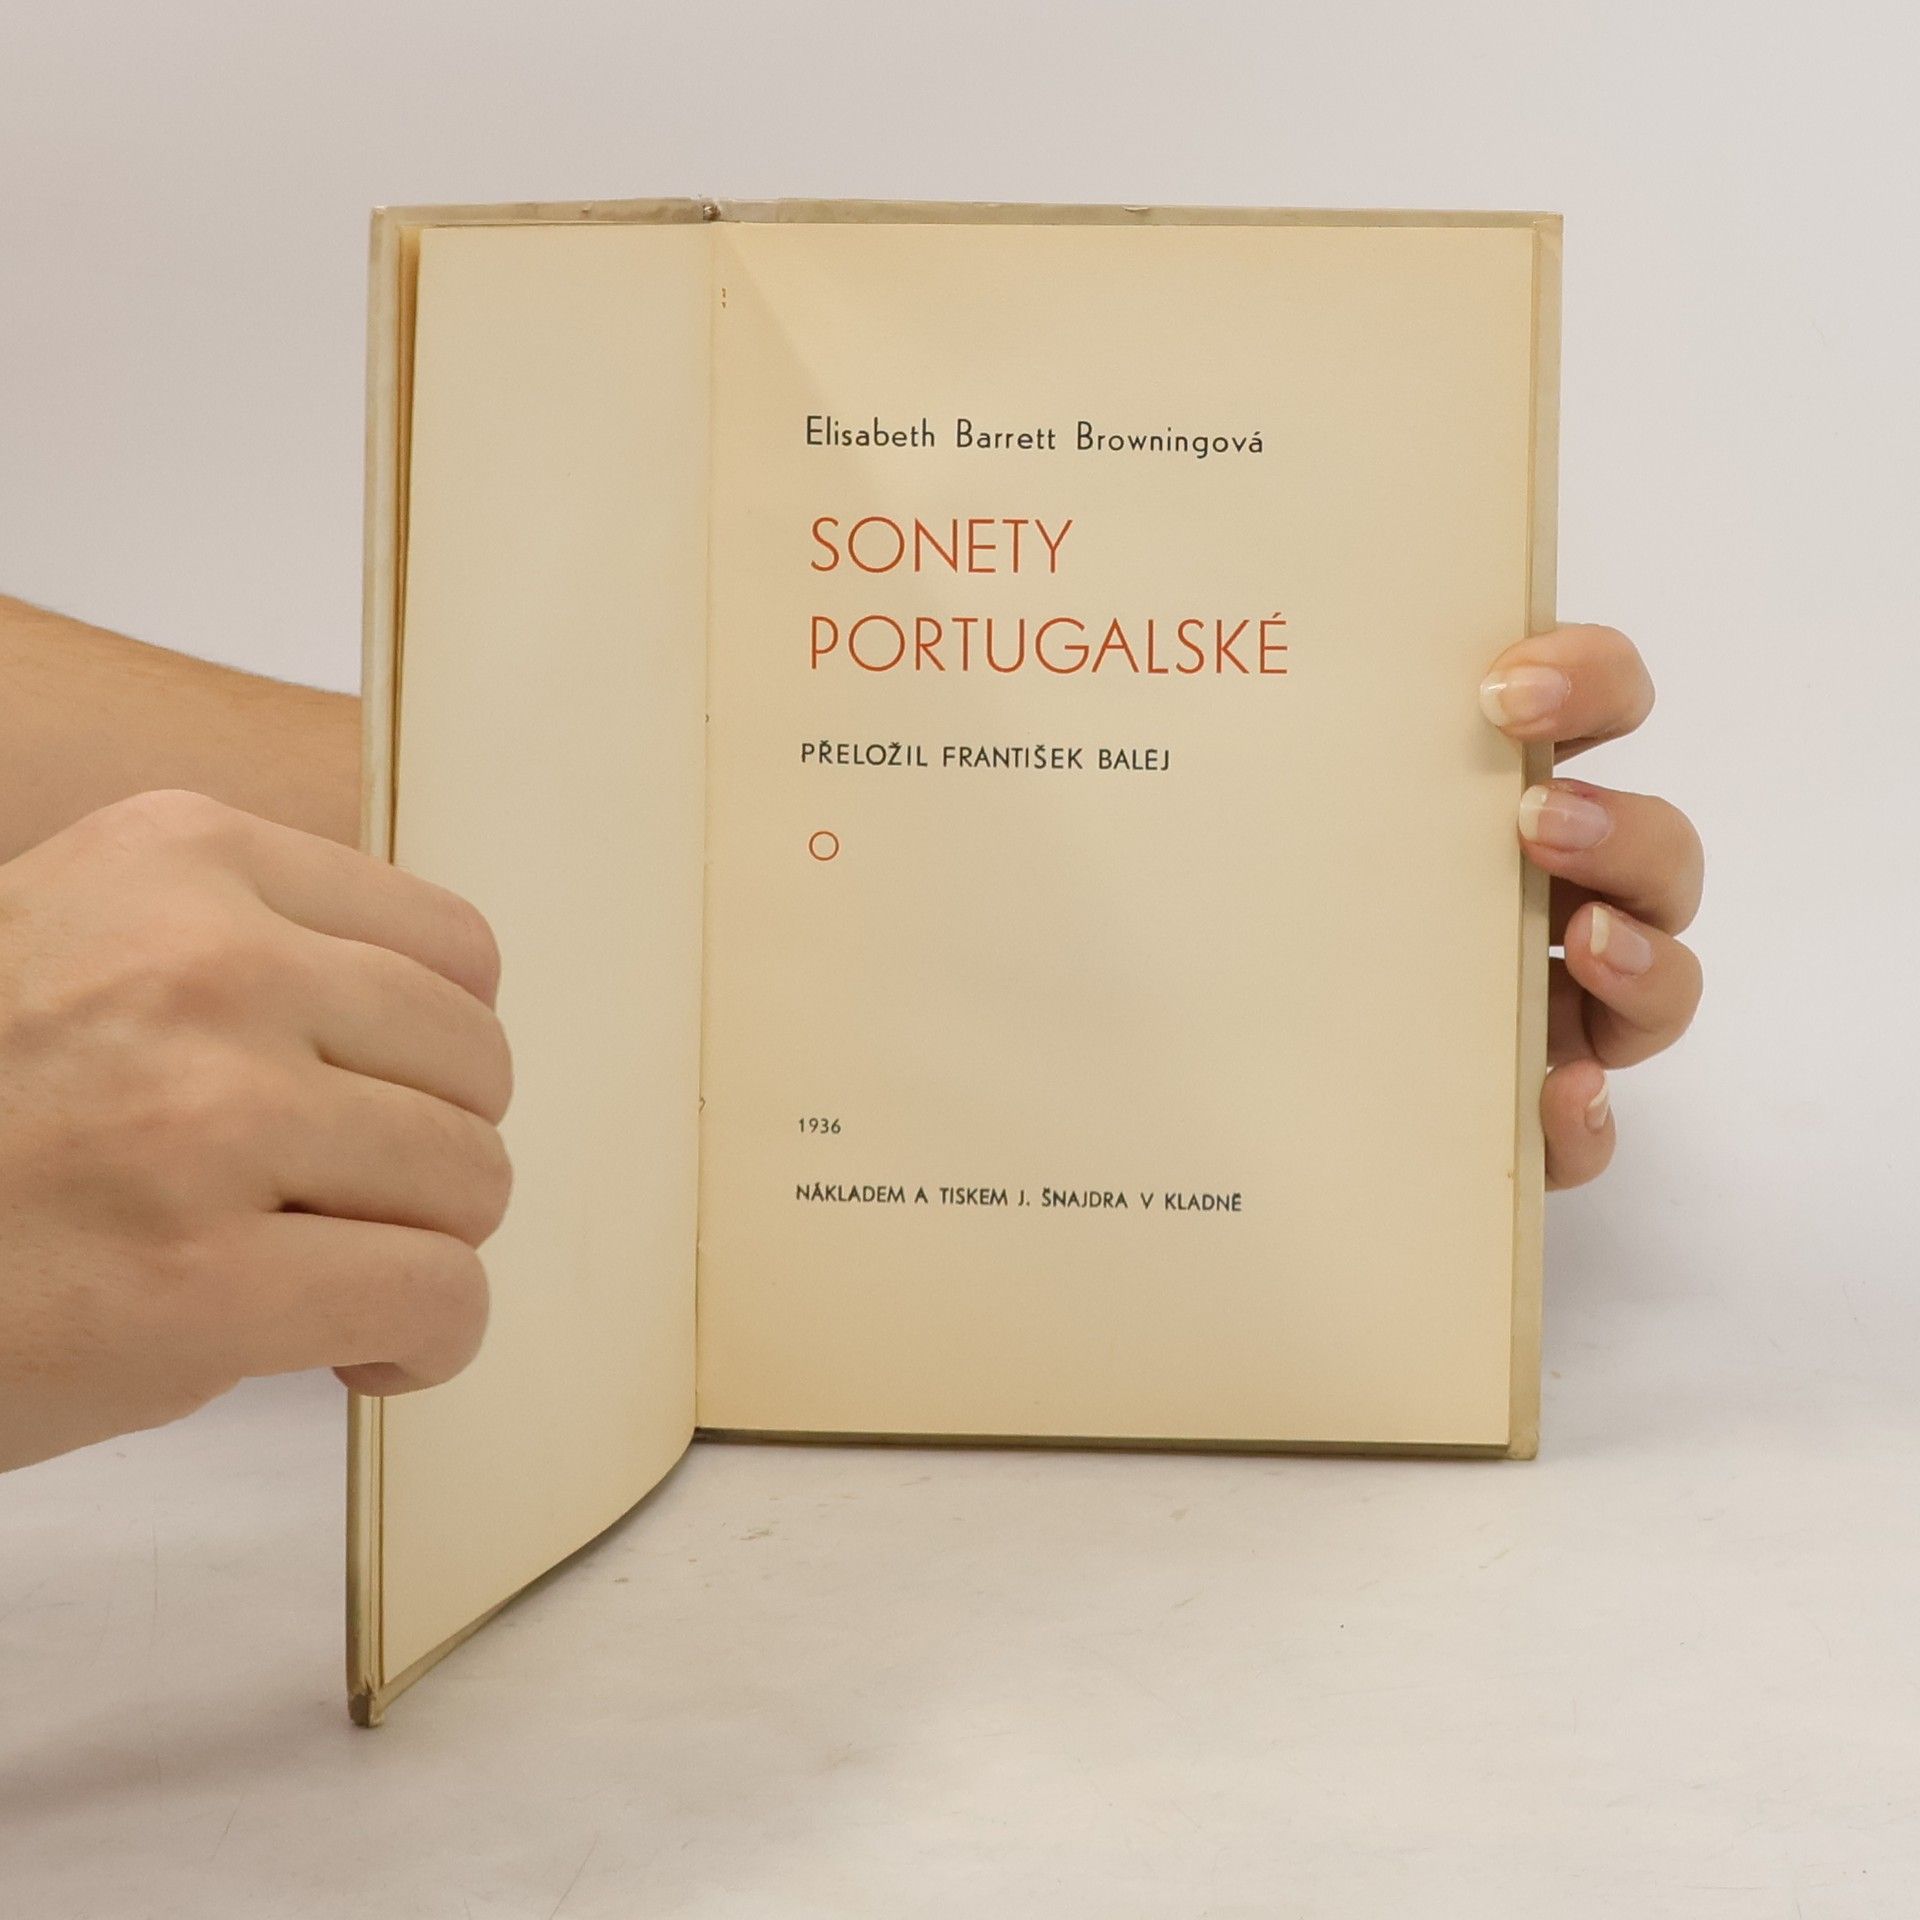 Elisabeth Barrett Browningová
SONETY
PORTUGALSKÉ
PŘELOŽIL FRANTIŠEK BALEJ
1936
NÁKLADEM A TISKEM J. ŠNAJDRA V KLADNĚ